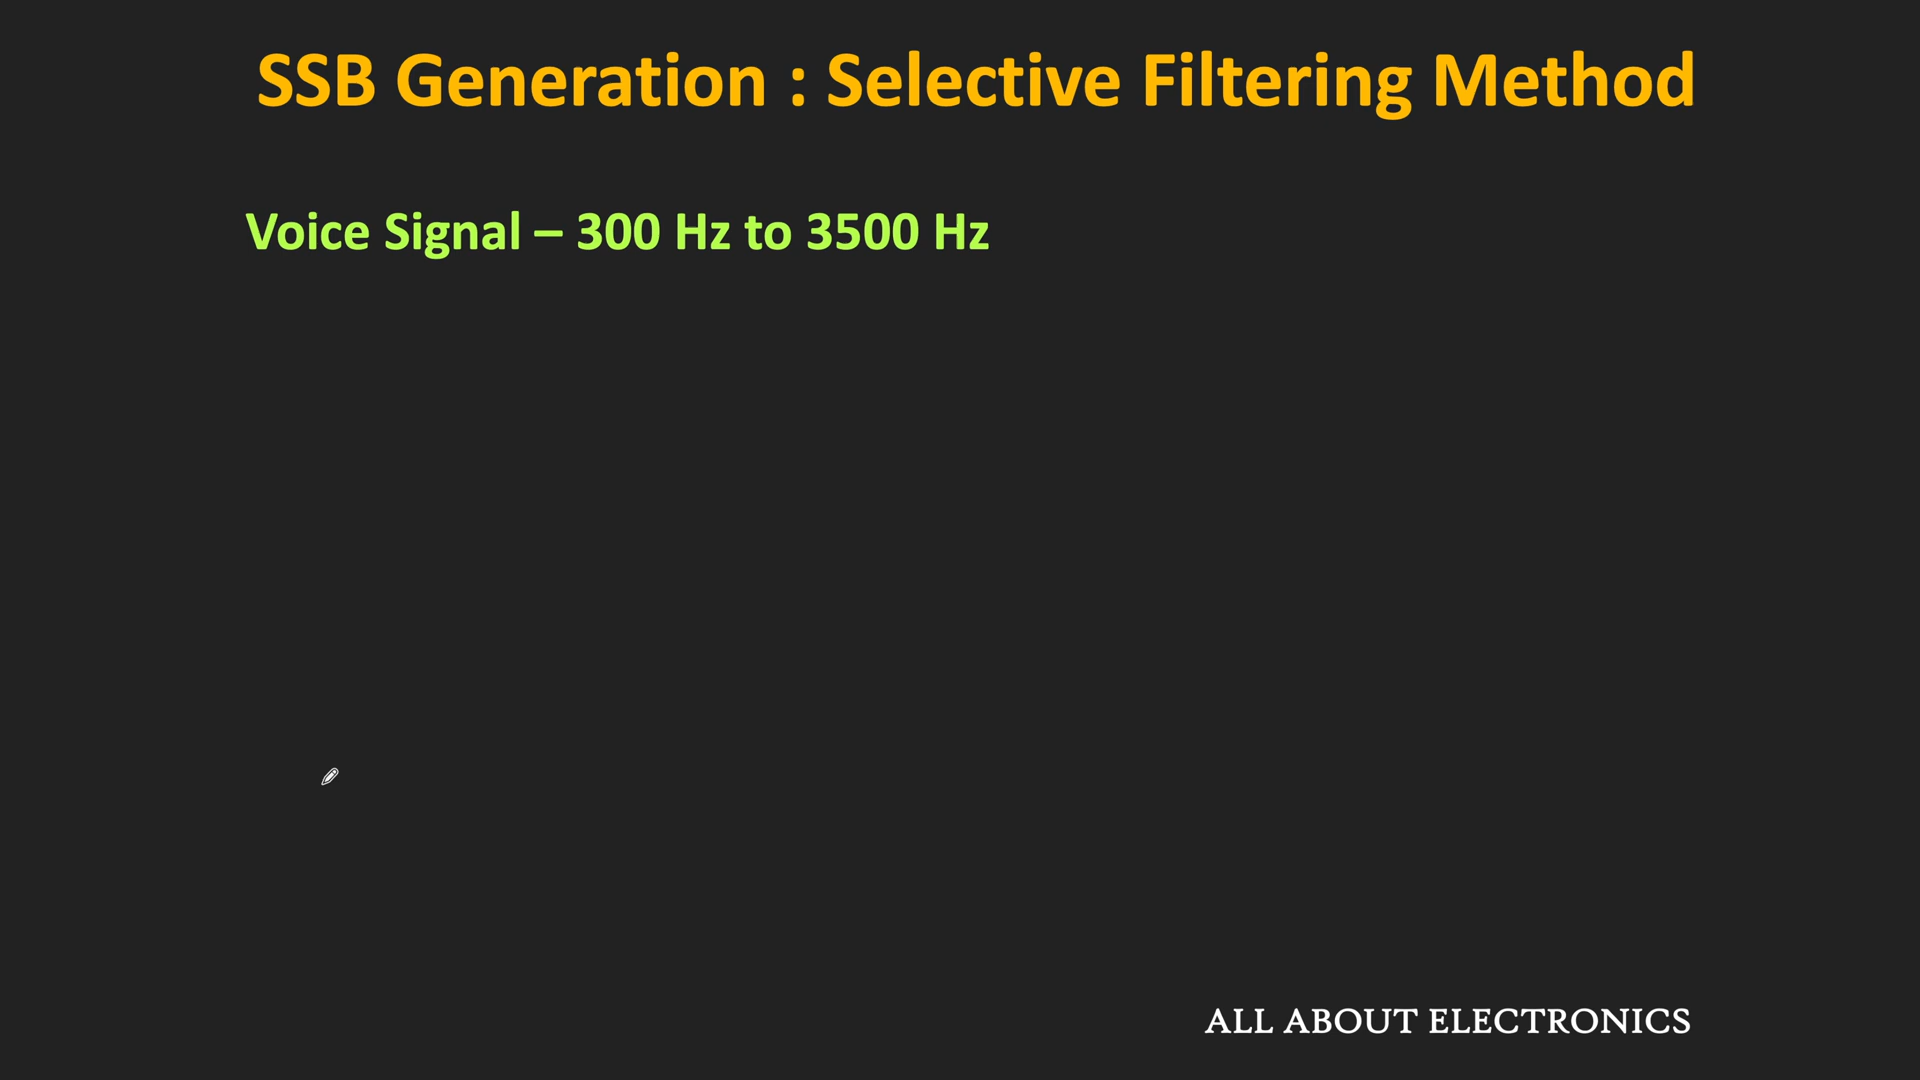 SSB Generation : Selective Filtering Method
Voice Signal – 300 Hz to 3500 Hz
ALL ABOUT ELECTRONICS